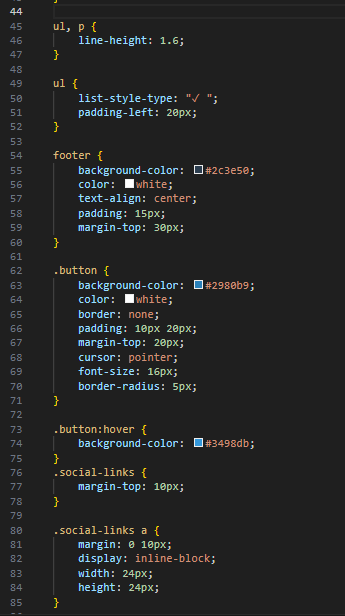 44
45 ul, p {
46     line-height: 1.6;
47 }
48
49 ul {
50     list-style-type: "✓ ";
51     padding-left: 20px;
52 }
53
54 footer {
55     background-color: #2c3e50;
56     color: white;
57     text-align: center;
58     padding: 15px;
59     margin-top: 30px;
60 }
61
62 .button {
63     background-color: #2980b9;
64     color: white;
65     border: none;
66     padding: 10px 20px;
67     margin-top: 20px;
68     cursor: pointer;
69     font-size: 16px;
70     border-radius: 5px;
71 }
72
73 .button:hover {
74     background-color: #3498db;
75 }
76 .social-links {
77     margin-top: 10px;
78 }
79
80 .social-links a {
81     margin: 0 10px;
82     display: inline-block;
83     width: 24px;
84     height: 24px;
85 }